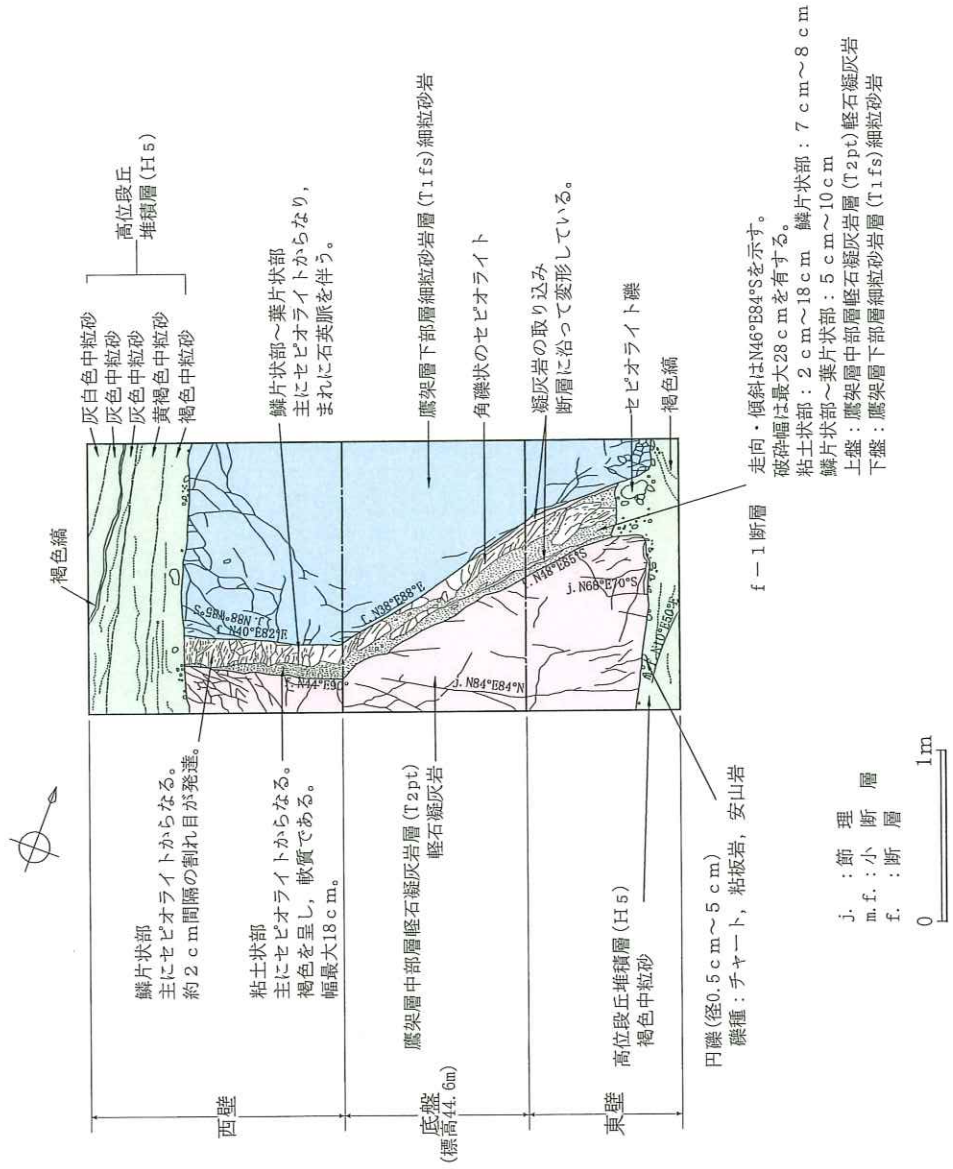 灰白色中粒砂
灰色中粒砂
灰色中粒砂
黄褐色中粒砂
褐色中粒砂
高位段丘
堆積層(H5)
褐色縞
鱗片状部～葉片状部
主にセピオライトからなり,
まれに石英脈を伴う。
鷹架層下部層細粒砂岩層(T1fs)細粒砂岩
角礫状のセピオライト
凝灰岩の取り込み
断層に沿って変形している。
セピオライト礫
褐色縞
f－1断層 走向・傾斜はN46°E84°Sを示す。
破砕幅は最大28cmを有する。
粘土状部：2cm～18cm 鱗片状部：7cm～8cm
鱗片状部～葉片状部：5cm～10cm
上盤：鷹架層中部層軽石凝灰岩層(T2pt)軽石凝灰岩
下盤：鷹架層下部層細粒砂岩層(T1fs)細粒砂岩
j. N88°W85°S
f. N40°E82°E
f. N44°E90
f. N38°E88°E
j. N84°E84°N
f. N48°E85°S
j. N68°E70°S
m.f. N10°E50°E
鱗片状部
主にセピオライトからなる。
約2cm間隔の割れ目が発達。
粘土状部
主にセピオライトからなる。
褐色を呈し，軟質である。
幅最大18cm。
鷹架層中部層軽石凝灰岩層(T2pt)
軽石凝灰岩
高位段丘堆積層(H5)
褐色中粒砂
円礫(径0.5cm～5cm)
礫種：チャート，粘板岩，安山岩
西壁
底盤
(標高44.6m)
東壁
j. ：節理
m.f.：小断層
f. ：断層
0 1m